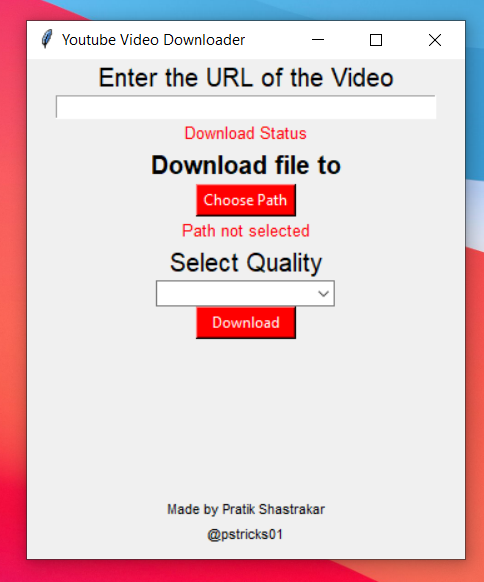 Youtube Video Downloader
Enter the URL of the Video
Download Status
Download file to
Choose Path
Path not selected
Select Quality
Download
Made by Pratik Shastrakar
@pstricks01